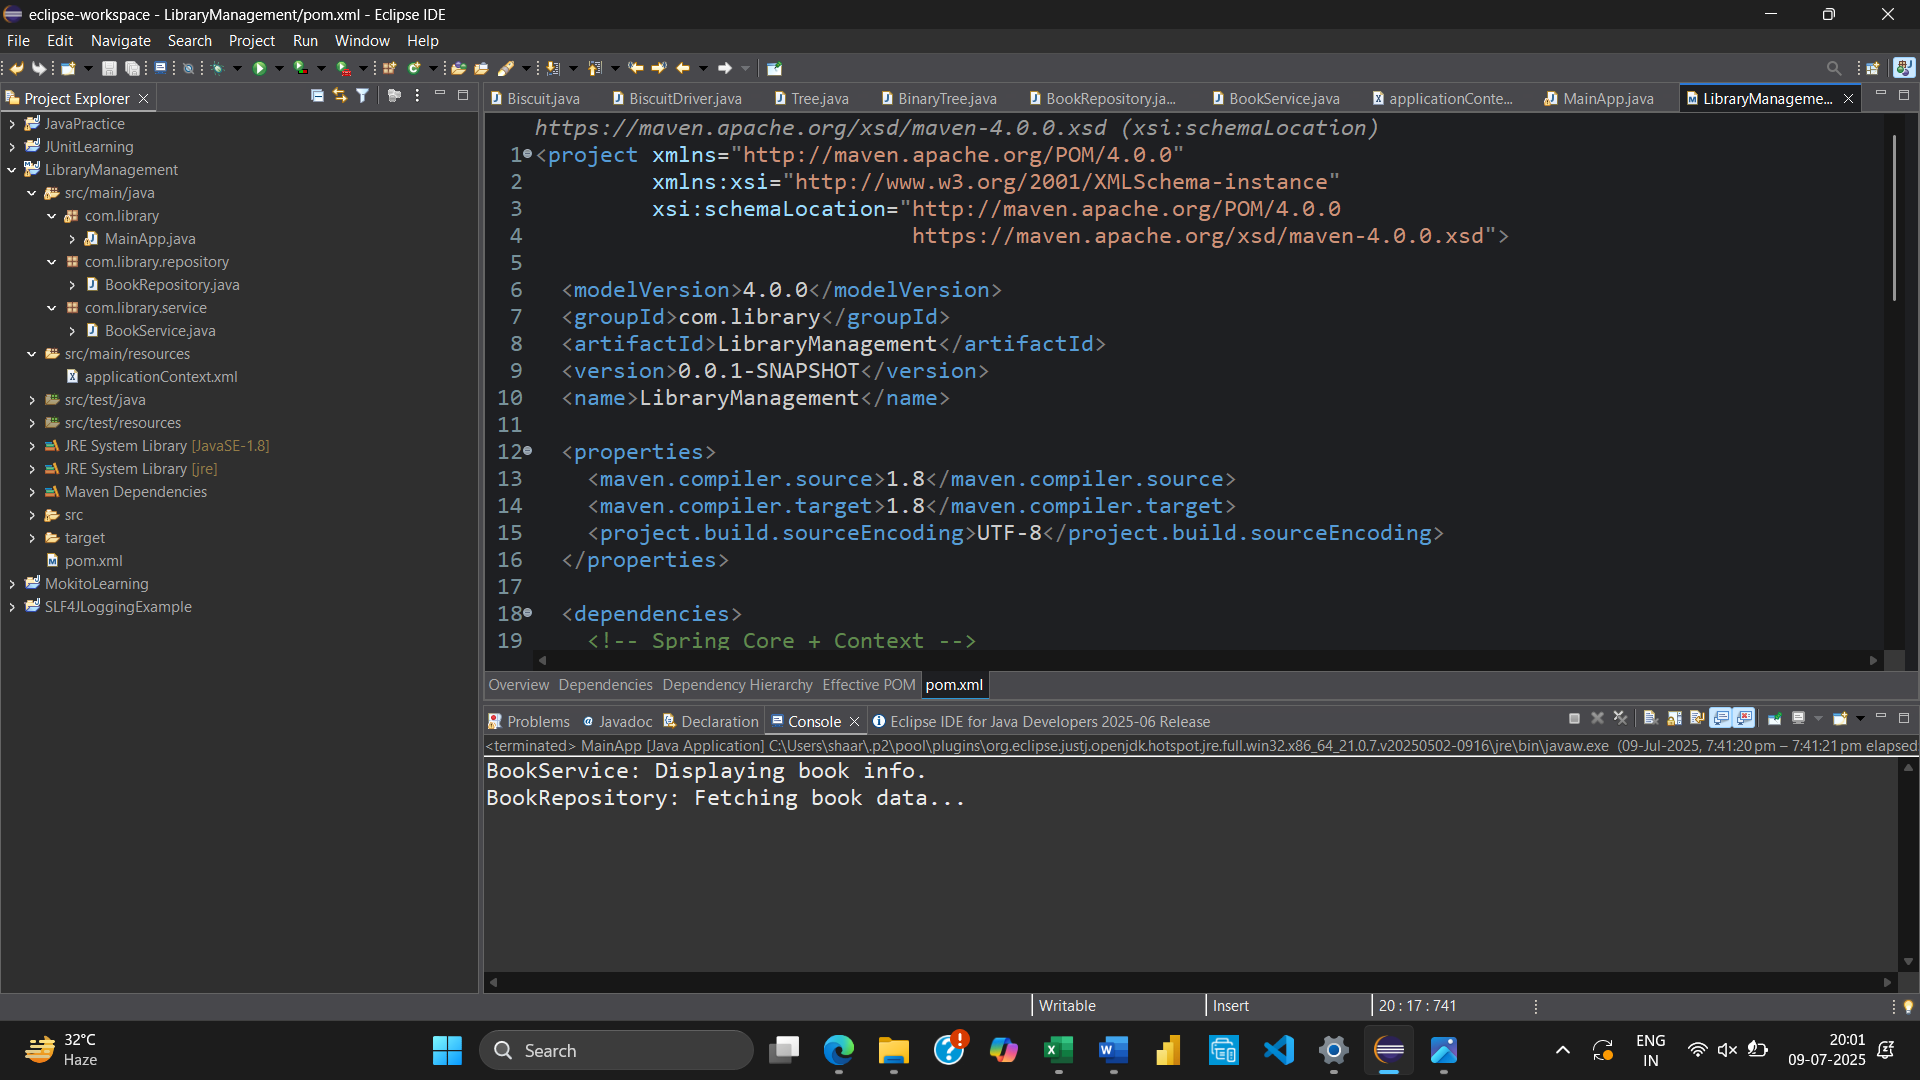 eclipse-workspace - LibraryManagement/pom.xml - Eclipse IDE
File Edit Navigate Search Project Run Window Help
Project Explorer
JavaPractice
JUnitLearning
LibraryManagement
src/main/java
com.library
MainApp.java
com.library.repository
BookRepository.java
com.library.service
BookService.java
src/main/resources
applicationContext.xml
src/test/java
src/test/resources
JRE System Library [JavaSE-1.8]
JRE System Library [jre]
Maven Dependencies
src
target
pom.xml
MokitoLearning
SLF4JLoggingExample
Biscuit.java BiscuitDriver.java Tree.java BinaryTree.java BookRepository.ja... BookService.java applicationConte... MainApp.java LibraryManageme...
https://maven.apache.org/xsd/maven-4.0.0.xsd (xsi:schemaLocation)
1 <project xmlns="http://maven.apache.org/POM/4.0.0"
2 xmlns:xsi="http://www.w3.org/2001/XMLSchema-instance"
3 xsi:schemaLocation="http://maven.apache.org/POM/4.0.0
4 https://maven.apache.org/xsd/maven-4.0.0.xsd">
5
6 <modelVersion>4.0.0</modelVersion>
7 <groupId>com.library</groupId>
8 <artifactId>LibraryManagement</artifactId>
9 <version>0.0.1-SNAPSHOT</version>
10 <name>LibraryManagement</name>
11
12 <properties>
13 <maven.compiler.source>1.8</maven.compiler.source>
14 <maven.compiler.target>1.8</maven.compiler.target>
15 <project.build.sourceEncoding>UTF-8</project.build.sourceEncoding>
16 </properties>
17
18 <dependencies>
19 <!-- Spring Core + Context -->
Overview Dependencies Dependency Hierarchy Effective POM pom.xml
Problems Javadoc Declaration Console Eclipse IDE for Java Developers 2025-06 Release
<terminated> MainApp [Java Application] C:\Users\shaar\.p2\pool\plugins\org.eclipse.justj.openjdk.hotspot.jre.full.win32.x86_64_21.0.7.v20250502-0916\jre\bin\javaw.exe (09-Jul-2025, 7:41:20 pm – 7:41:21 pm elapsed
BookService: Displaying book info.
BookRepository: Fetching book data...
Writable Insert 20 : 17 : 741
32°C
Haze
Search
ENG
IN
20:01
09-07-2025